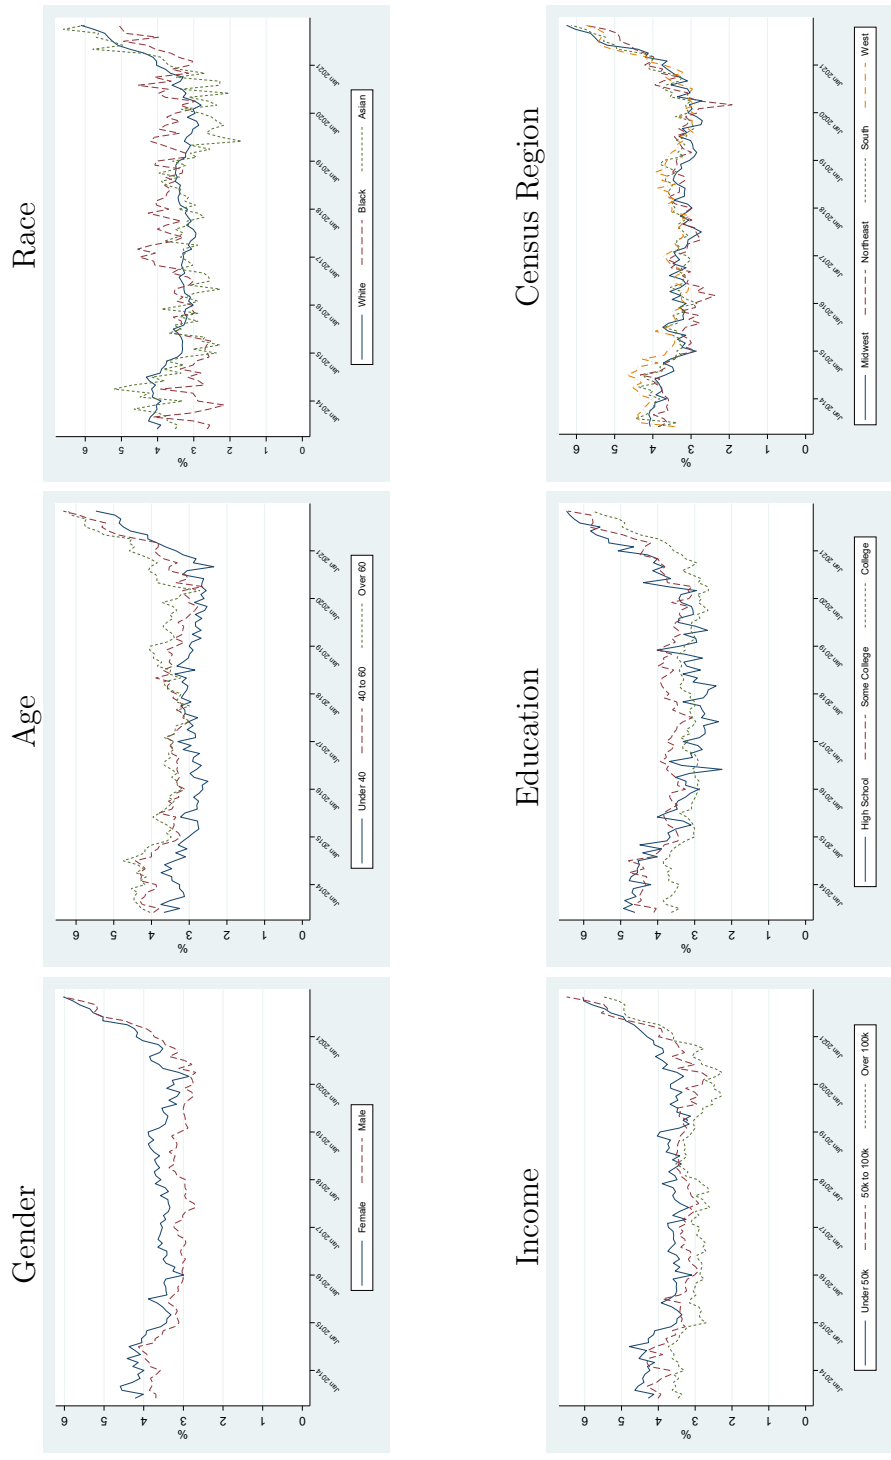 Gender
6
5
4
3
2
1
0
%
Jan 2014 Jan 2015 Jan 2016 Jan 2017 Jan 2018 Jan 2019 Jan 2020 Jan 2021
Female Male
Age
6
5
4
3
2
1
0
%
Jan 2014 Jan 2015 Jan 2016 Jan 2017 Jan 2018 Jan 2019 Jan 2020 Jan 2021
Under 40 40 to 60 Over 60
Race
6
5
4
3
2
1
0
%
Jan 2014 Jan 2015 Jan 2016 Jan 2017 Jan 2018 Jan 2019 Jan 2020 Jan 2021
White Black Asian
Income
6
5
4
3
2
1
0
%
Jan 2014 Jan 2015 Jan 2016 Jan 2017 Jan 2018 Jan 2019 Jan 2020 Jan 2021
Under 50k 50k to 100k Over 100k
Education
6
5
4
3
2
1
0
%
Jan 2014 Jan 2015 Jan 2016 Jan 2017 Jan 2018 Jan 2019 Jan 2020 Jan 2021
High School Some College College
Census Region
6
5
4
3
2
1
0
%
Jan 2014 Jan 2015 Jan 2016 Jan 2017 Jan 2018 Jan 2019 Jan 2020 Jan 2021
Midwest Northeast South West